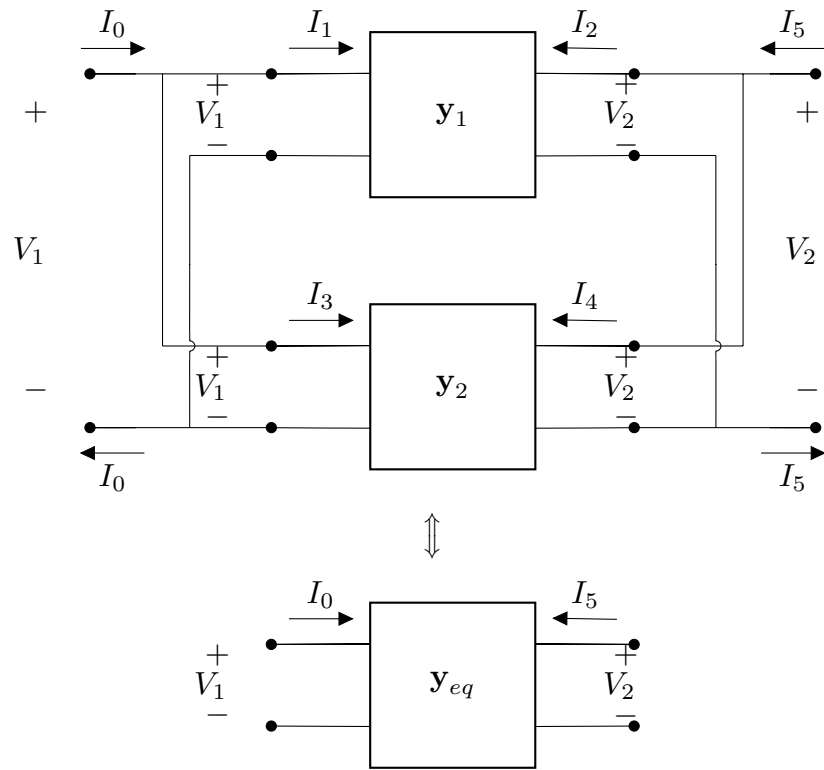 I₀ I₁ I₂ I₅
+ + + +
V₁ y₁ V₂
− −
V₁ V₂
I₃ I₄
+ +
V₁ y₂ V₂
− − − −
I₀ I₅
⇕
I₀ I₅
+ +
V₁ y_eq V₂
− −